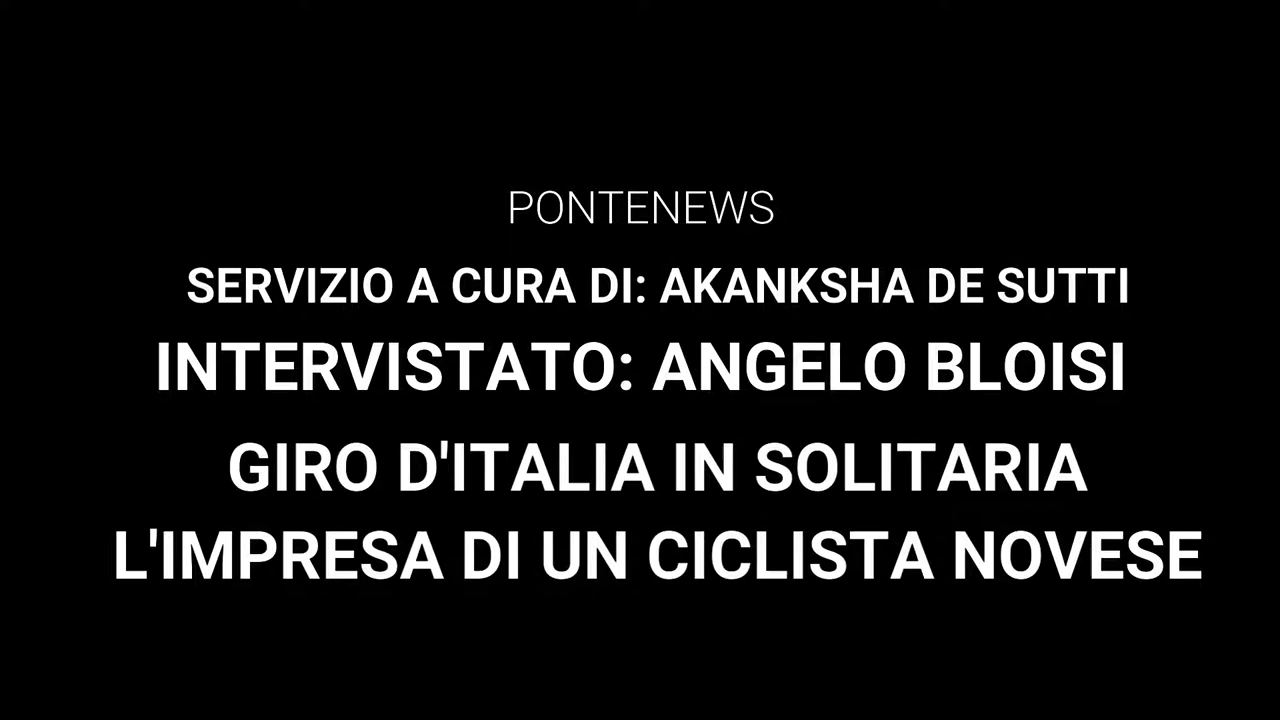 PONTENEWS
SERVIZIO A CURA DI: AKANKSHA DE SUTTI
INTERVISTATO: ANGELO BLOISI
GIRO D'ITALIA IN SOLITARIA
L'IMPRESA DI UN CICLISTA NOVESE